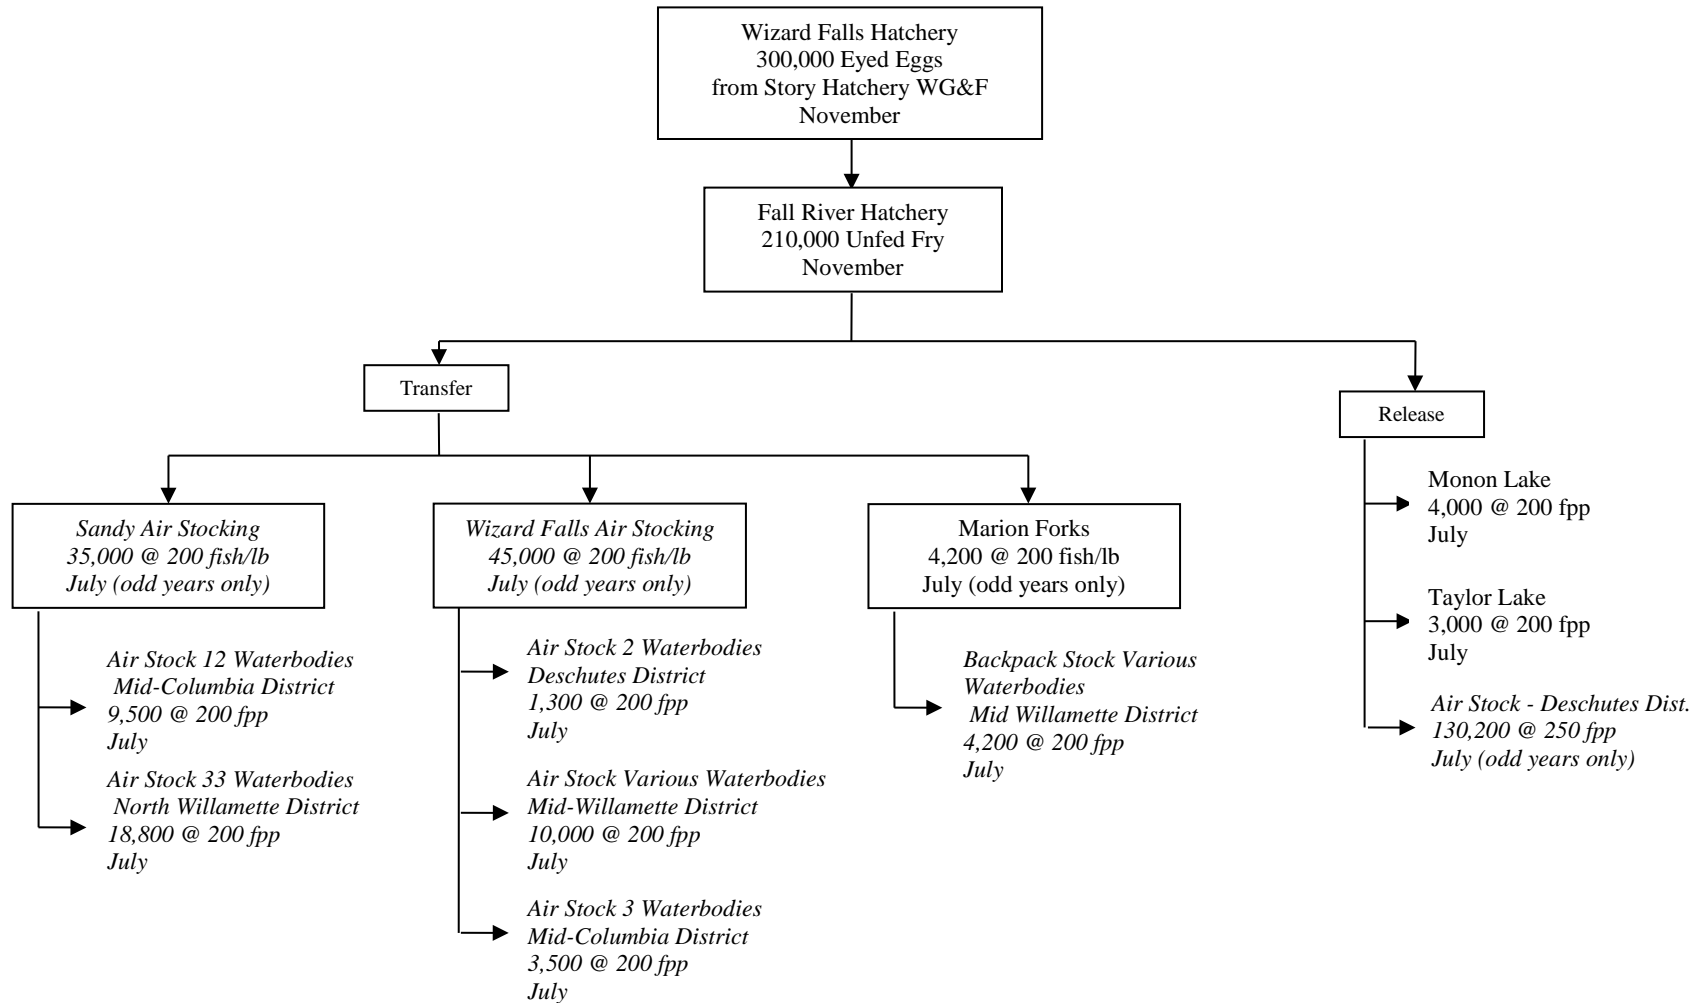 Wizard Falls Hatchery
300,000 Eyed Eggs
from Story Hatchery WG&F
November
Fall River Hatchery
210,000 Unfed Fry
November
Transfer
Release
Sandy Air Stocking
35,000 @ 200 fish/lb
July (odd years only)
Air Stock 12 Waterbodies
Mid-Columbia District
9,500 @ 200 fpp
July
Air Stock 33 Waterbodies
North Willamette District
18,800 @ 200 fpp
July
Wizard Falls Air Stocking
45,000 @ 200 fish/lb
July (odd years only)
Air Stock 2 Waterbodies
Deschutes District
1,300 @ 200 fpp
July
Air Stock Various Waterbodies
Mid-Willamette District
10,000 @ 200 fpp
July
Air Stock 3 Waterbodies
Mid-Columbia District
3,500 @ 200 fpp
July
Marion Forks
4,200 @ 200 fish/lb
July (odd years only)
Backpack Stock Various
Waterbodies
Mid Willamette District
4,200 @ 200 fpp
July
Monon Lake
4,000 @ 200 fpp
July
Taylor Lake
3,000 @ 200 fpp
July
Air Stock - Deschutes Dist.
130,200 @ 250 fpp
July (odd years only)